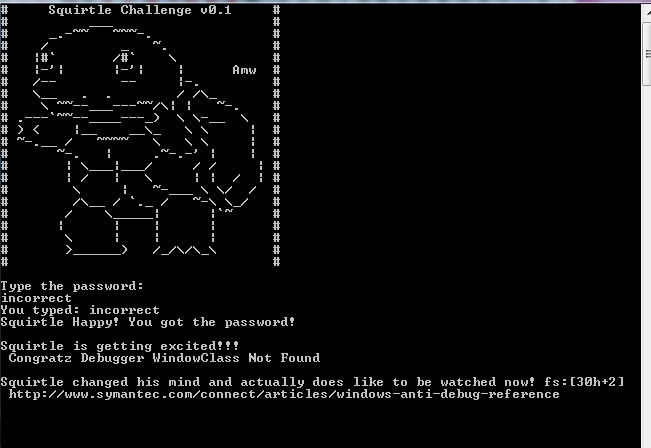 Squirtle Challenge v0.1
Amw
Type the password:
incorrect
You typed: incorrect
Squirtle Happy! You got the password!
Squirtle is getting excited!!!
Congratz Debugger WindowClass Not Found
Squirtle changed his mind and actually does like to be watched now! fs:[30h+2]
http://www.symantec.com/connect/articles/windows-anti-debug-reference